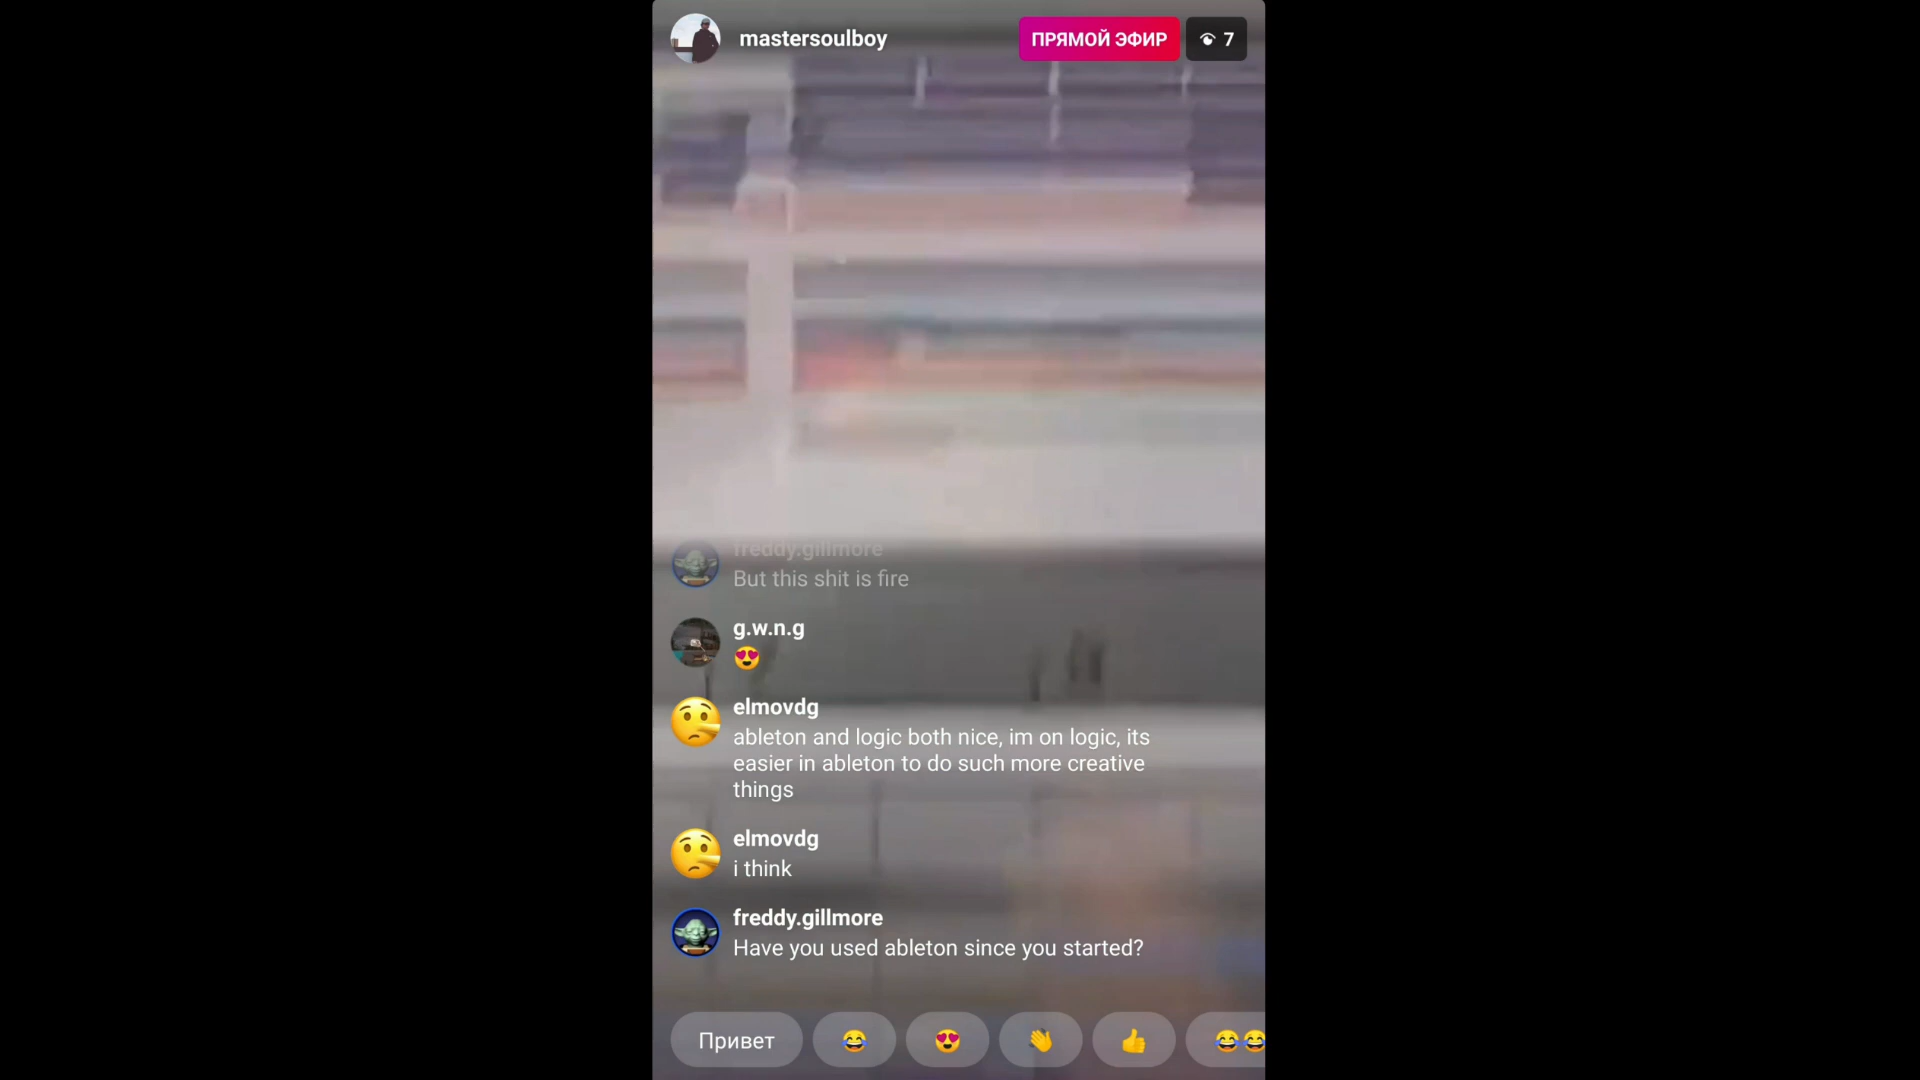 mastersoulboy
ПРЯМОЙ ЭФИР
7
freddy.gillmore
But this shit is fire
g.w.n.g
😍
elmovdg
ableton and logic both nice, im on logic, its
easier in ableton to do such more creative
things
elmovdg
i think
freddy.gillmore
Have you used ableton since you started?
Привет
😂
😍
👋
👍
😂😂